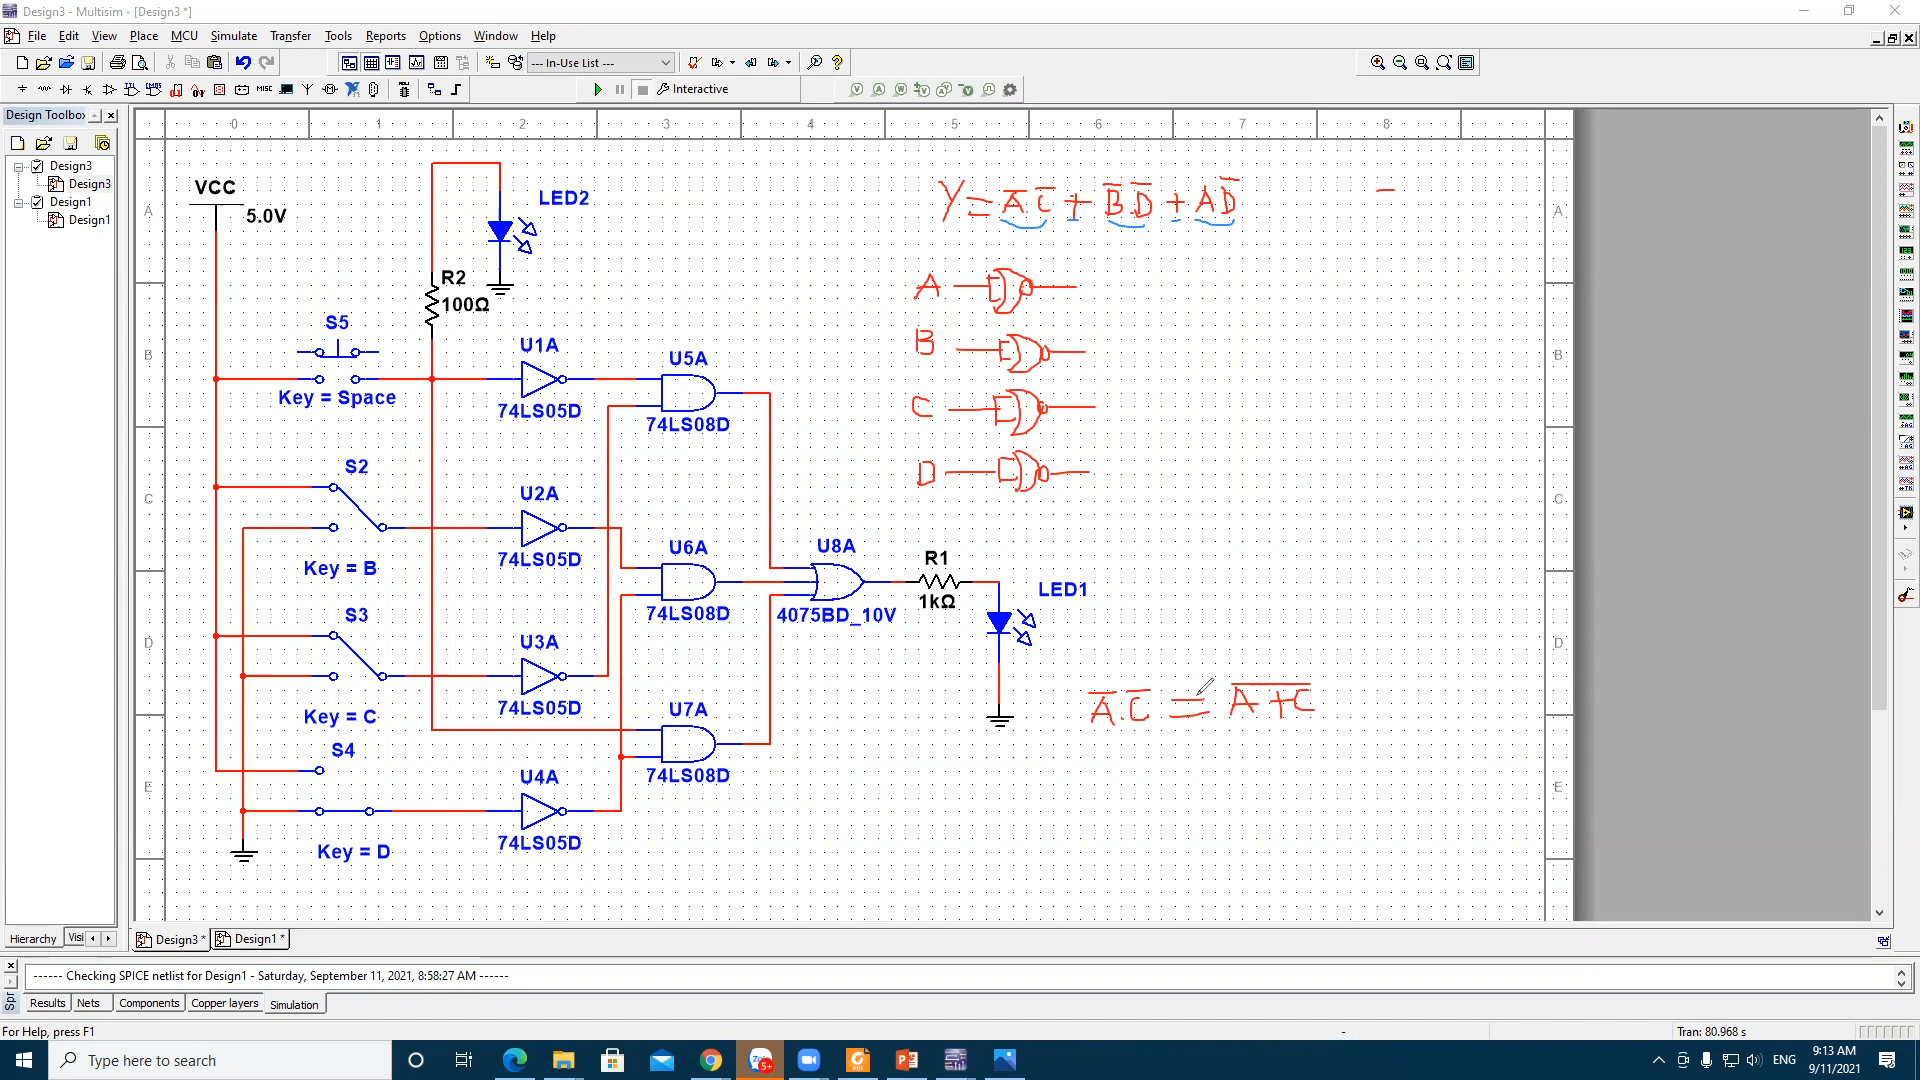 Design3 - Multisim - [Design3 *]
File Edit View Place MCU Simulate Transfer Tools Reports Options Window Help
--- In-Use List ---
Interactive
Design Toolbox
Design3
Design3
Design1
Design1
0 1 2 3 4 5 6 7 8
A
B
C
D
E
A
B
C
D
E
VCC
5.0V
LED2
R2
100Ω
S5
Key = Space
U1A
74LS05D
U5A
74LS08D
S2
Key = B
U2A
74LS05D
U6A
74LS08D
U8A
4075BD_10V
R1
1kΩ
LED1
S3
Key = C
U3A
74LS05D
U7A
74LS08D
S4
Key = D
U4A
74LS05D
Y = A̅.C̅ + B̅.D̅ + AD̅
A
B
C
D
A̅.C̅ = A̅+̅C̅
Hierarchy Visi
Design3 * Design1 *
------ Checking SPICE netlist for Design1 - Saturday, September 11, 2021, 8:58:27 AM ------
Spr
Results Nets Components Copper layers Simulation
For Help, press F1
-
Tran: 80.968 s
Type here to search
5+
ENG
9:13 AM
9/11/2021